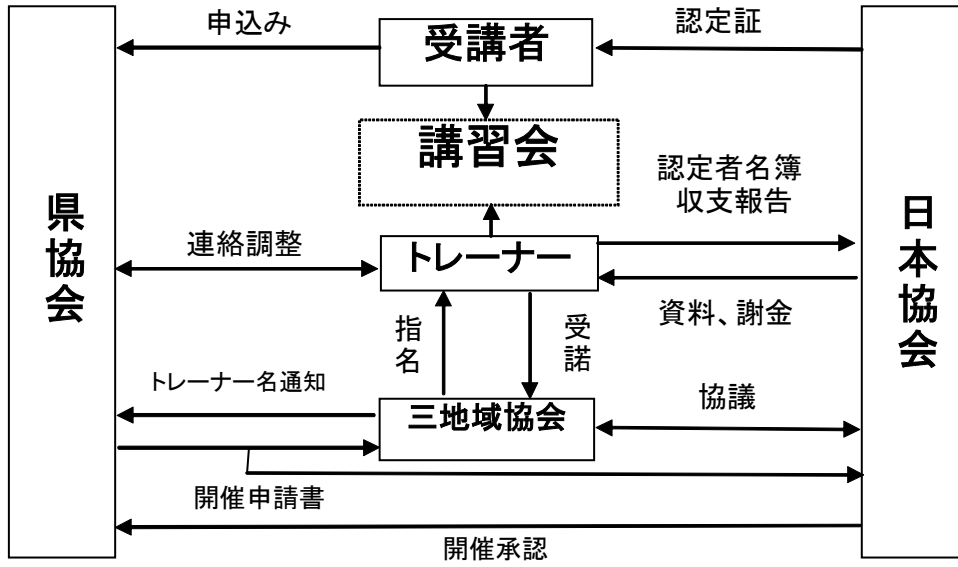 申込み
受講者
認定証
講習会
認定者名簿
収支報告
県協会
日本協会
連絡調整
トレーナー
資料、謝金
指名
受諾
トレーナー名通知
三地域協会
協議
開催申請書
開催承認